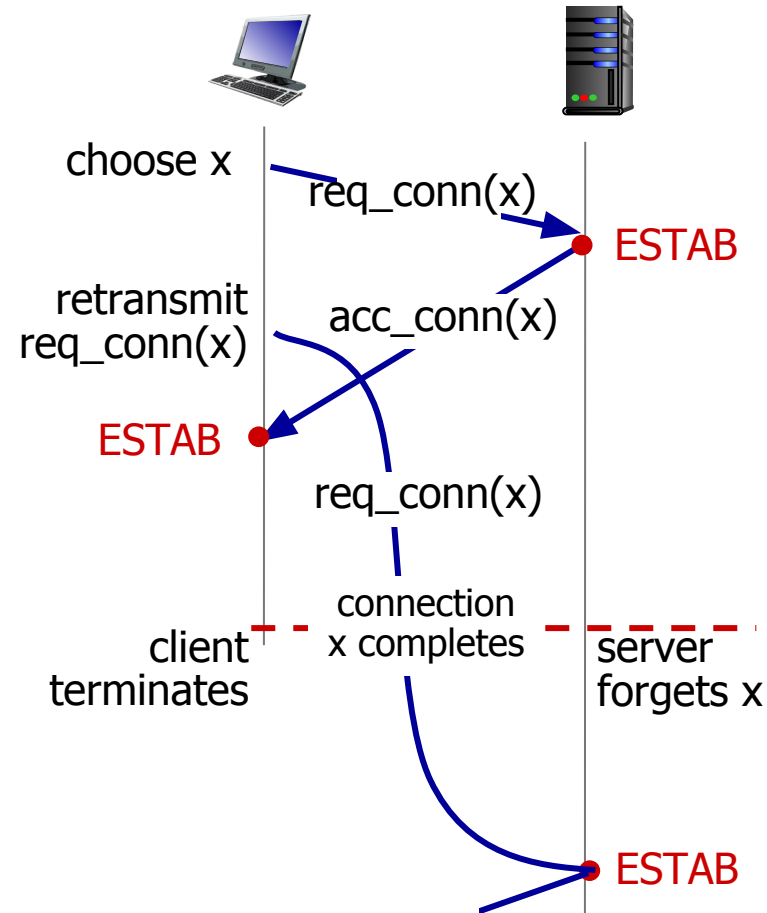 choose x
req_conn(x)
ESTAB
retransmit
req_conn(x)
acc_conn(x)
ESTAB
req_conn(x)
connection
x completes
client
terminates
server
forgets x
ESTAB